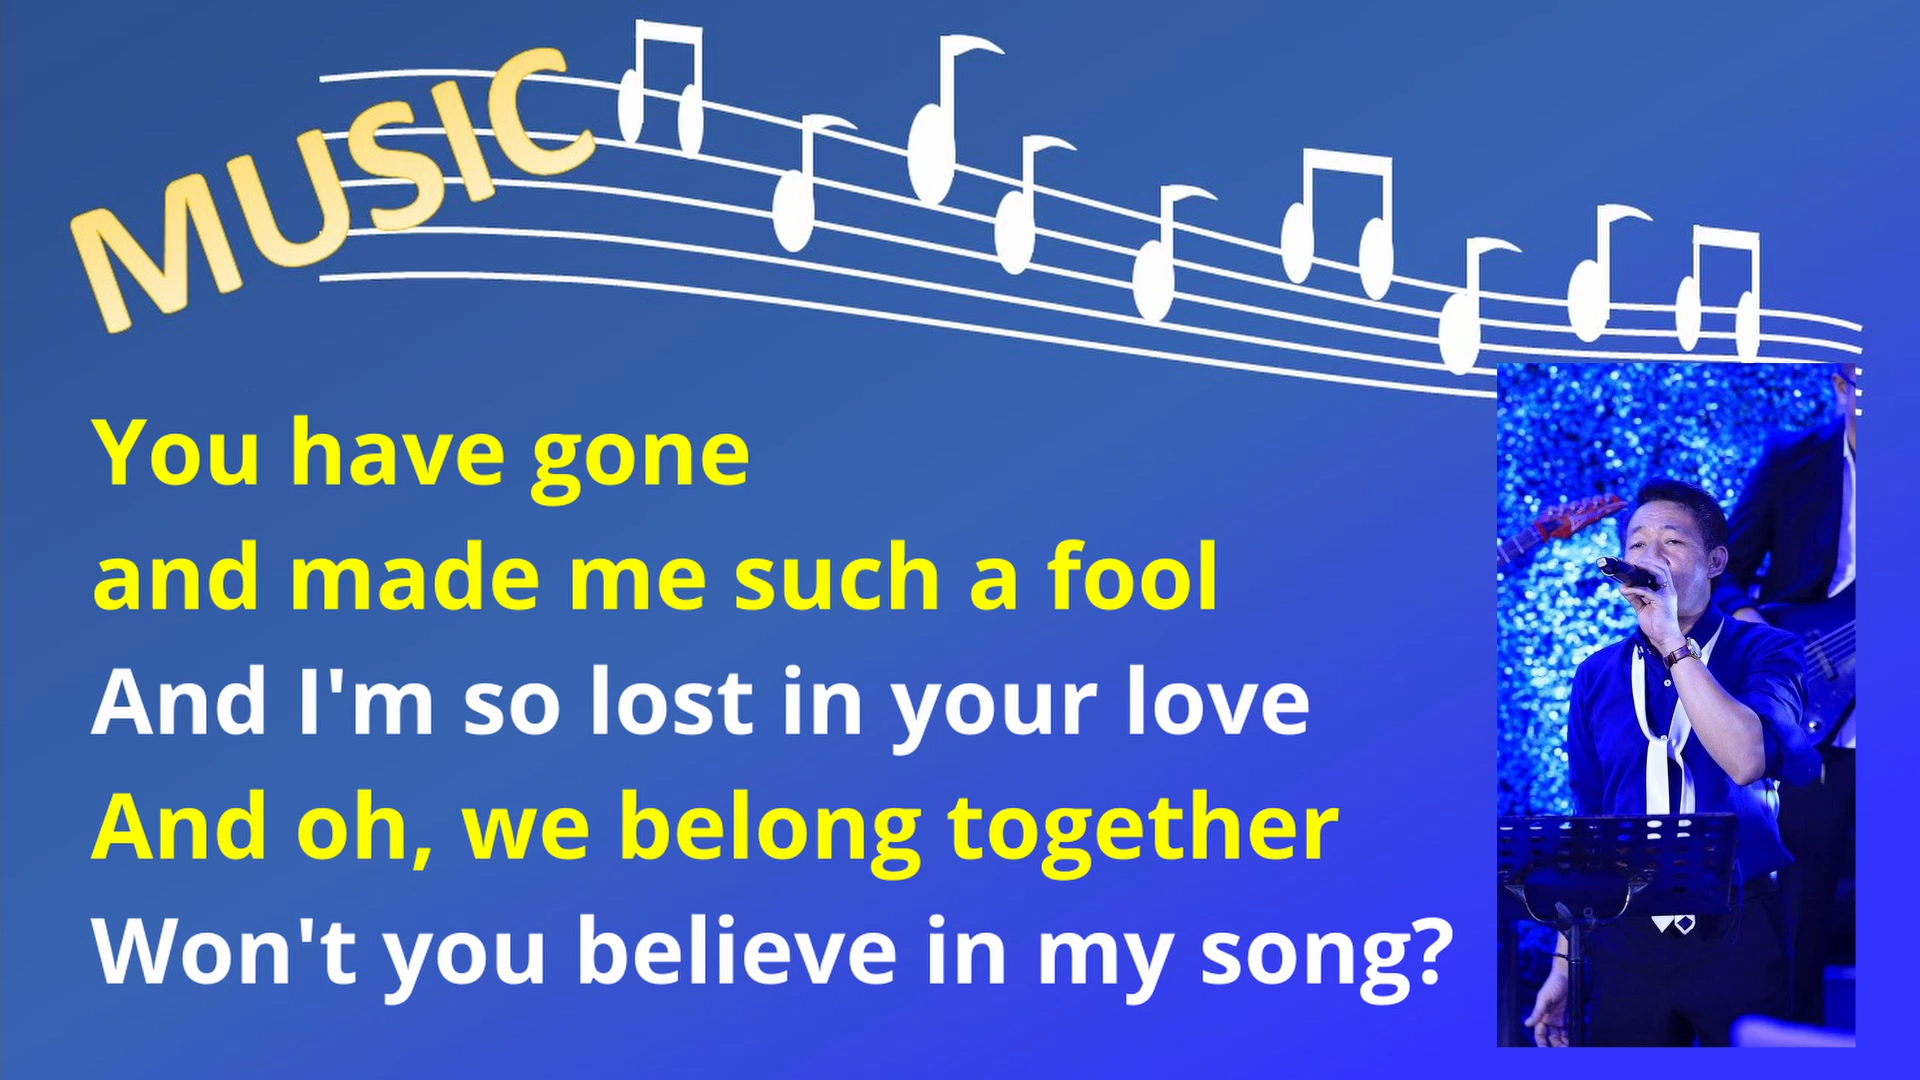 MUSIC
You have gone
and made me such a fool
And I'm so lost in your love
And oh, we belong together
Won't you believe in my song?